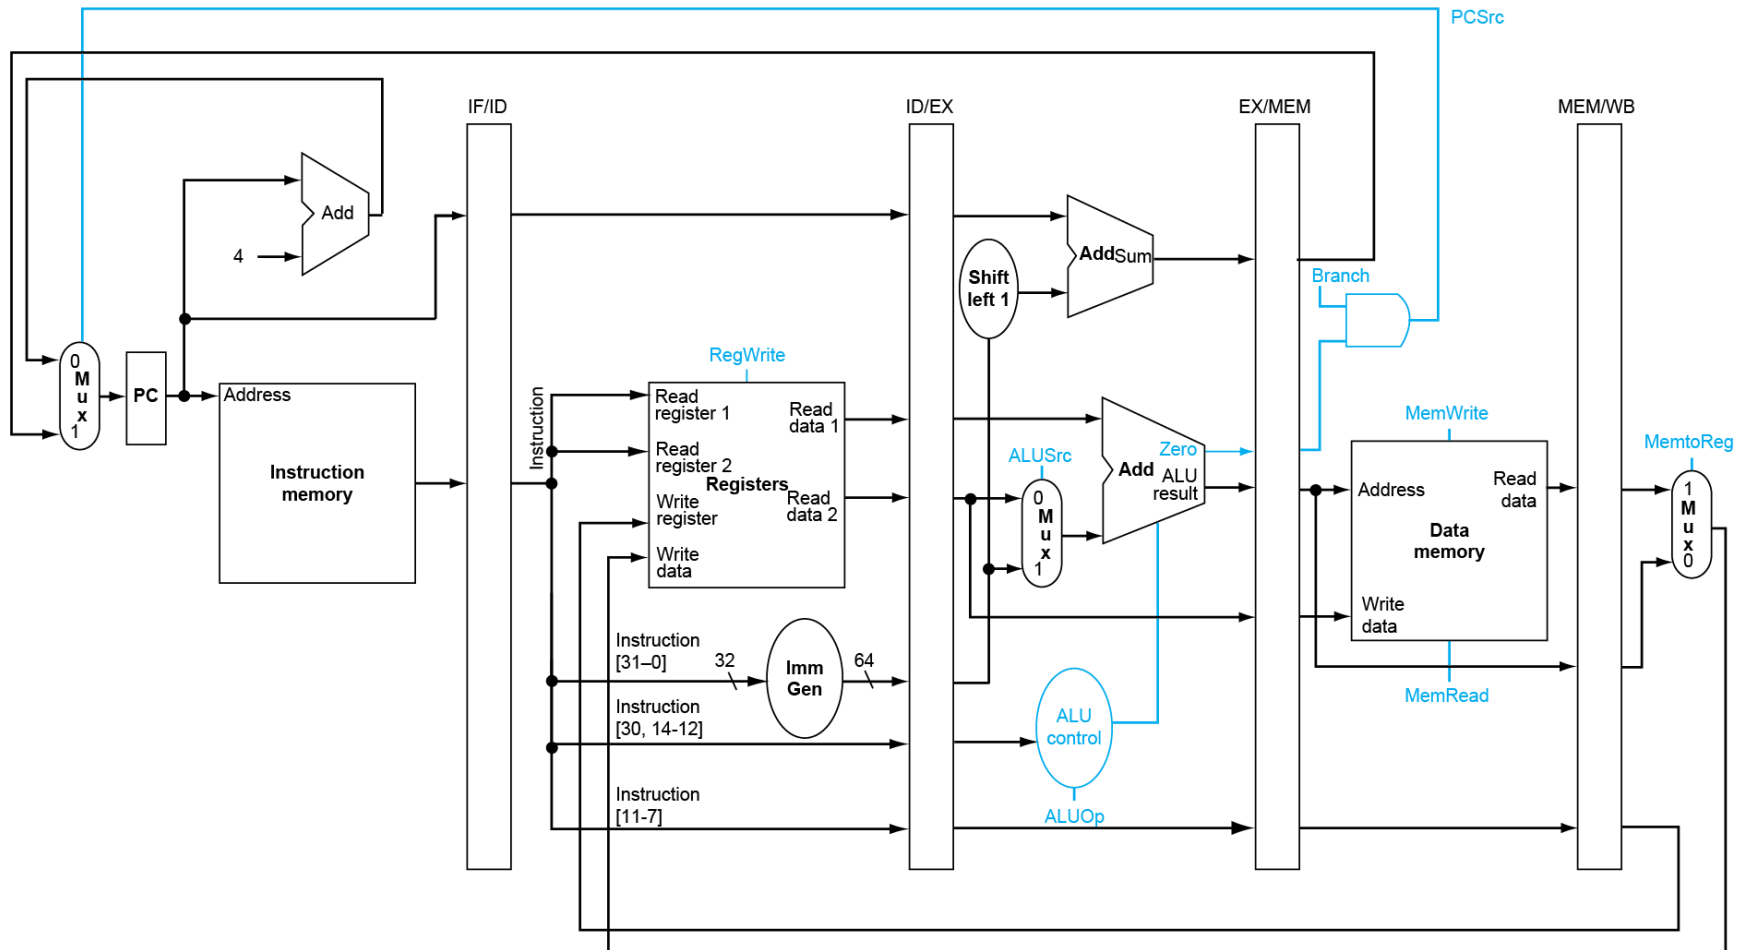 PCSrc
IF/ID
ID/EX
EX/MEM
MEM/WB
Add
4
Add Sum
Shift
left 1
Branch
0
M
u
x
1
PC
Address
Instruction
memory
Instruction
RegWrite
Read
register 1
Read
register 2
Write
register
Write
data
Registers
Read
data 1
Read
data 2
ALUSrc
0
M
u
x
1
Zero
Add
ALU
result
MemWrite
Address
Read
data
Data
memory
Write
data
MemRead
MemtoReg
1
M
u
x
0
Instruction
[31–0]
32
Imm
Gen
64
Instruction
[30, 14-12]
ALU
control
Instruction
[11-7]
ALUOp